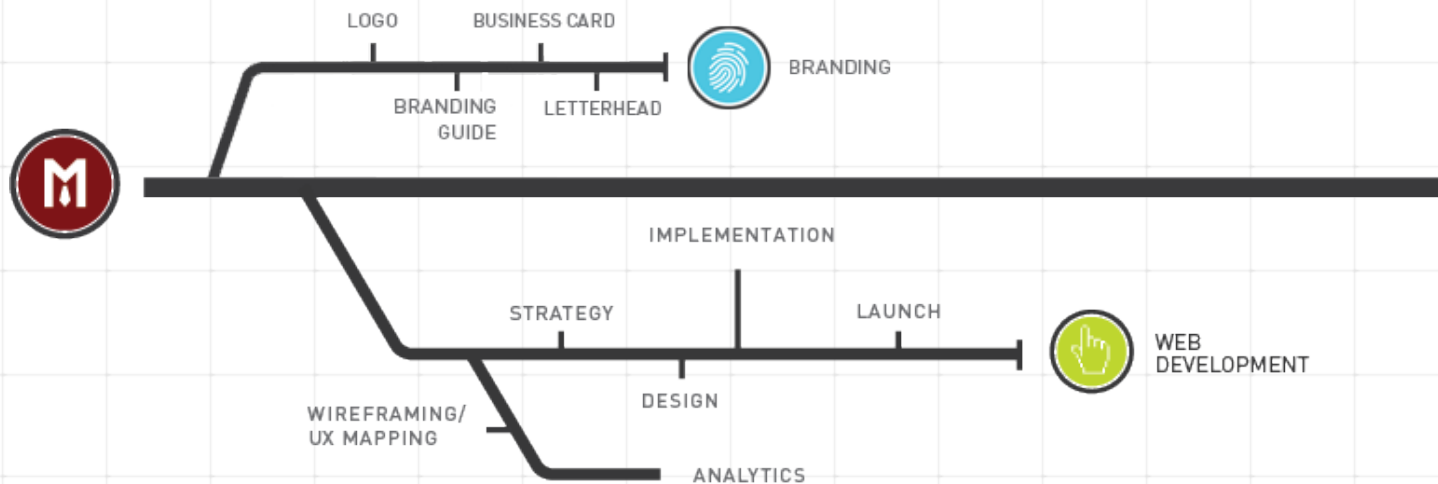 LOGO
BUSINESS CARD
BRANDING
BRANDING
GUIDE
LETTERHEAD
M
IMPLEMENTATION
STRATEGY
LAUNCH
WEB
DEVELOPMENT
DESIGN
WIREFRAMING/
UX MAPPING
ANALYTICS